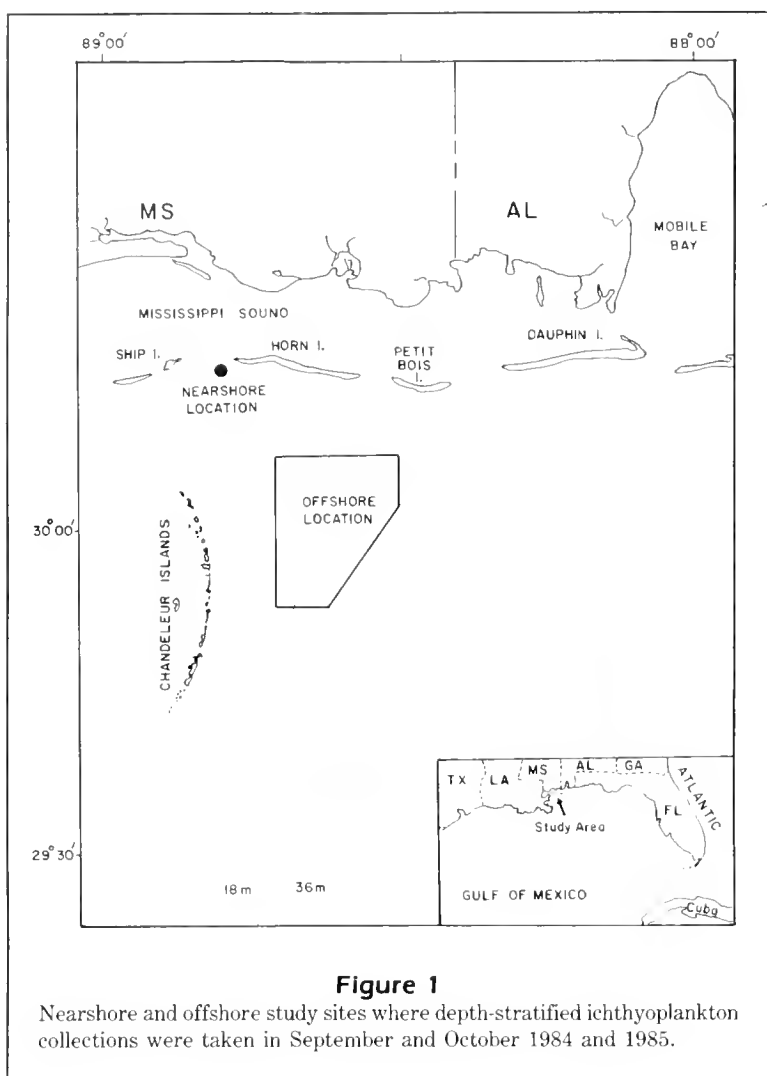 89°00'
88°00'
MS
AL
MOBILE
BAY
MISSISSIPPI SOUND
DAUPHIN I.
SHIP I.
HORN I.
PETIT
BOIS
I.
NEARSHORE
LOCATION
OFFSHORE
LOCATION
30°00'
CHANDELEUR ISLANDS
TX
LA
MS
AL
GA
ATLANTIC
FL
Study Area
29°30'
18m
36m
GULF OF MEXICO
Cuba
Figure 1
Nearshore and offshore study sites where depth-stratified ichthyoplankton
collections were taken in September and October 1984 and 1985.